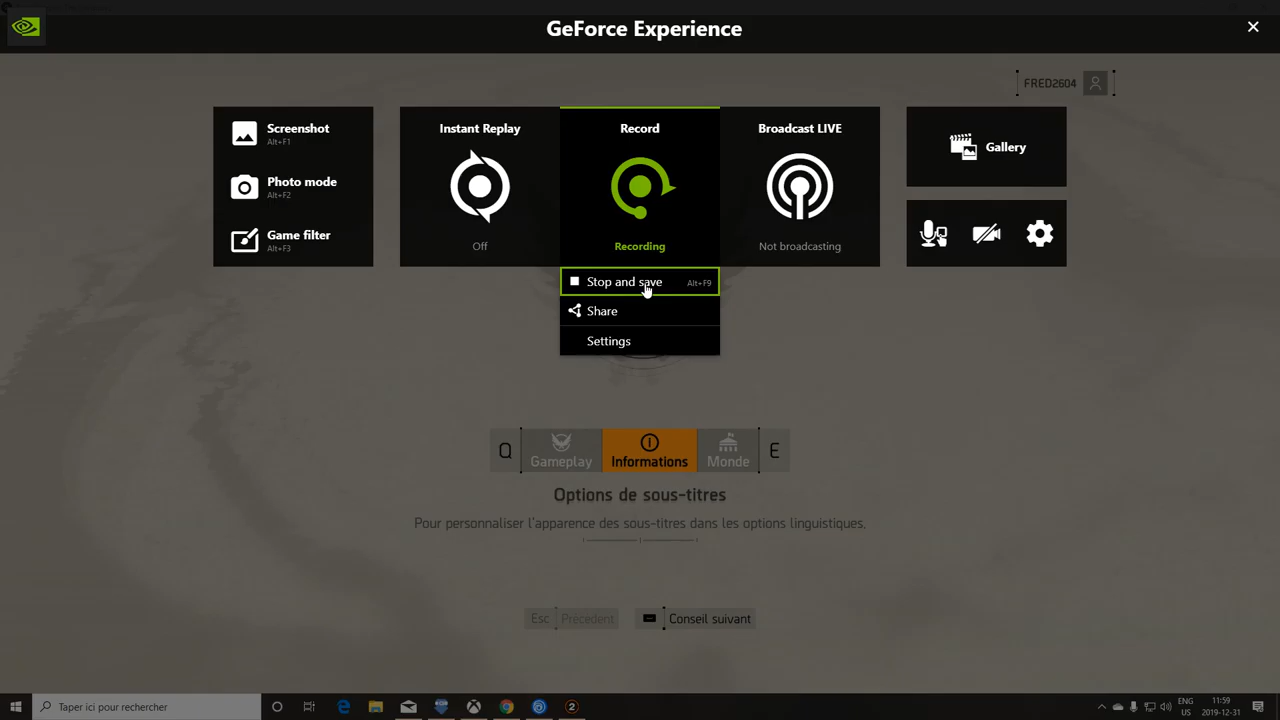 GeForce Experience
FRED2604
Screenshot
Alt+F1
Photo mode
Alt+F2
Game filter
Alt+F3
Instant Replay
Off
Record
Recording
Broadcast LIVE
Not broadcasting
Gallery
Stop and save Alt+F9
Share
Settings
Q Gameplay Informations Monde E
Options de sous-titres
Pour personnaliser l'apparence des sous-titres dans les options linguistiques.
Esc Precedent Conseil suivant
Taper ici pour rechercher
2
ENG
US
11:59
2019-12-31